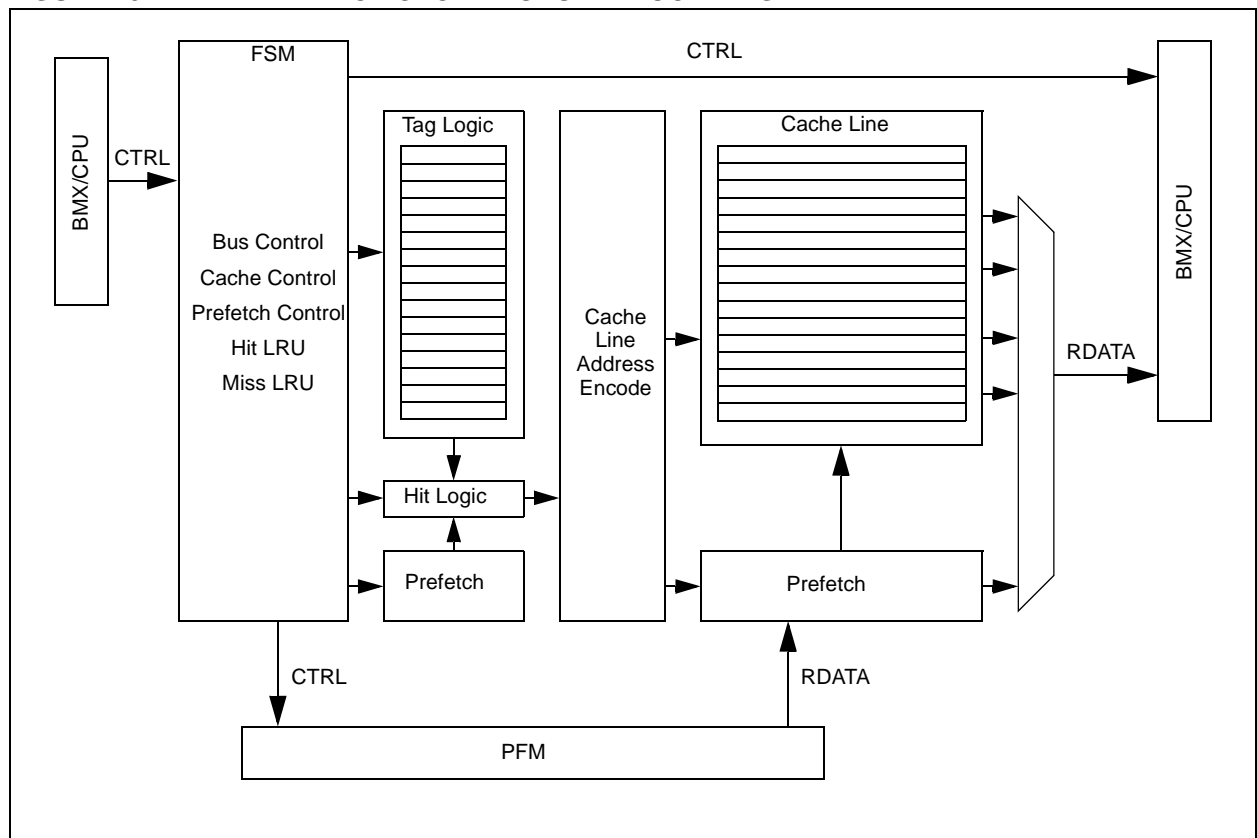 FSM
CTRL
BMX/CPU
CTRL
Tag Logic
Cache Line
BMX/CPU
Bus Control
Cache Control
Prefetch Control
Hit LRU
Miss LRU
Cache
Line
Address
Encode
RDATA
Hit Logic
Prefetch
Prefetch
CTRL
RDATA
PFM